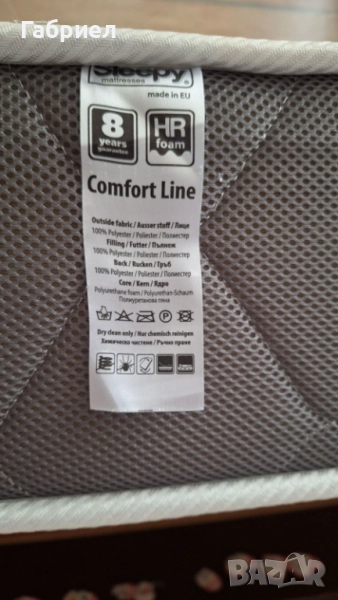 Габриел
Sleepy
mattresses ®
made in EU
8
years
guarantee
HR
foam
Comfort Line
Outside fabric / Ausser stoff / Лице
100% Polyester / Poliester / Полиестер
Filling / Futter / Пълнеж
100% Polyester / Poliester / Полиестер
Back / Rucken / Гръб
100% Polyester / Poliester / Полиестер
Core / Kern / Ядро
Polyurethane foam / Polyurethan-Schaum
Полиуретанова пяна
Dry clean only / Nur chemisch reinigen
Химическо чистене / Ръчно пране
BAZAR